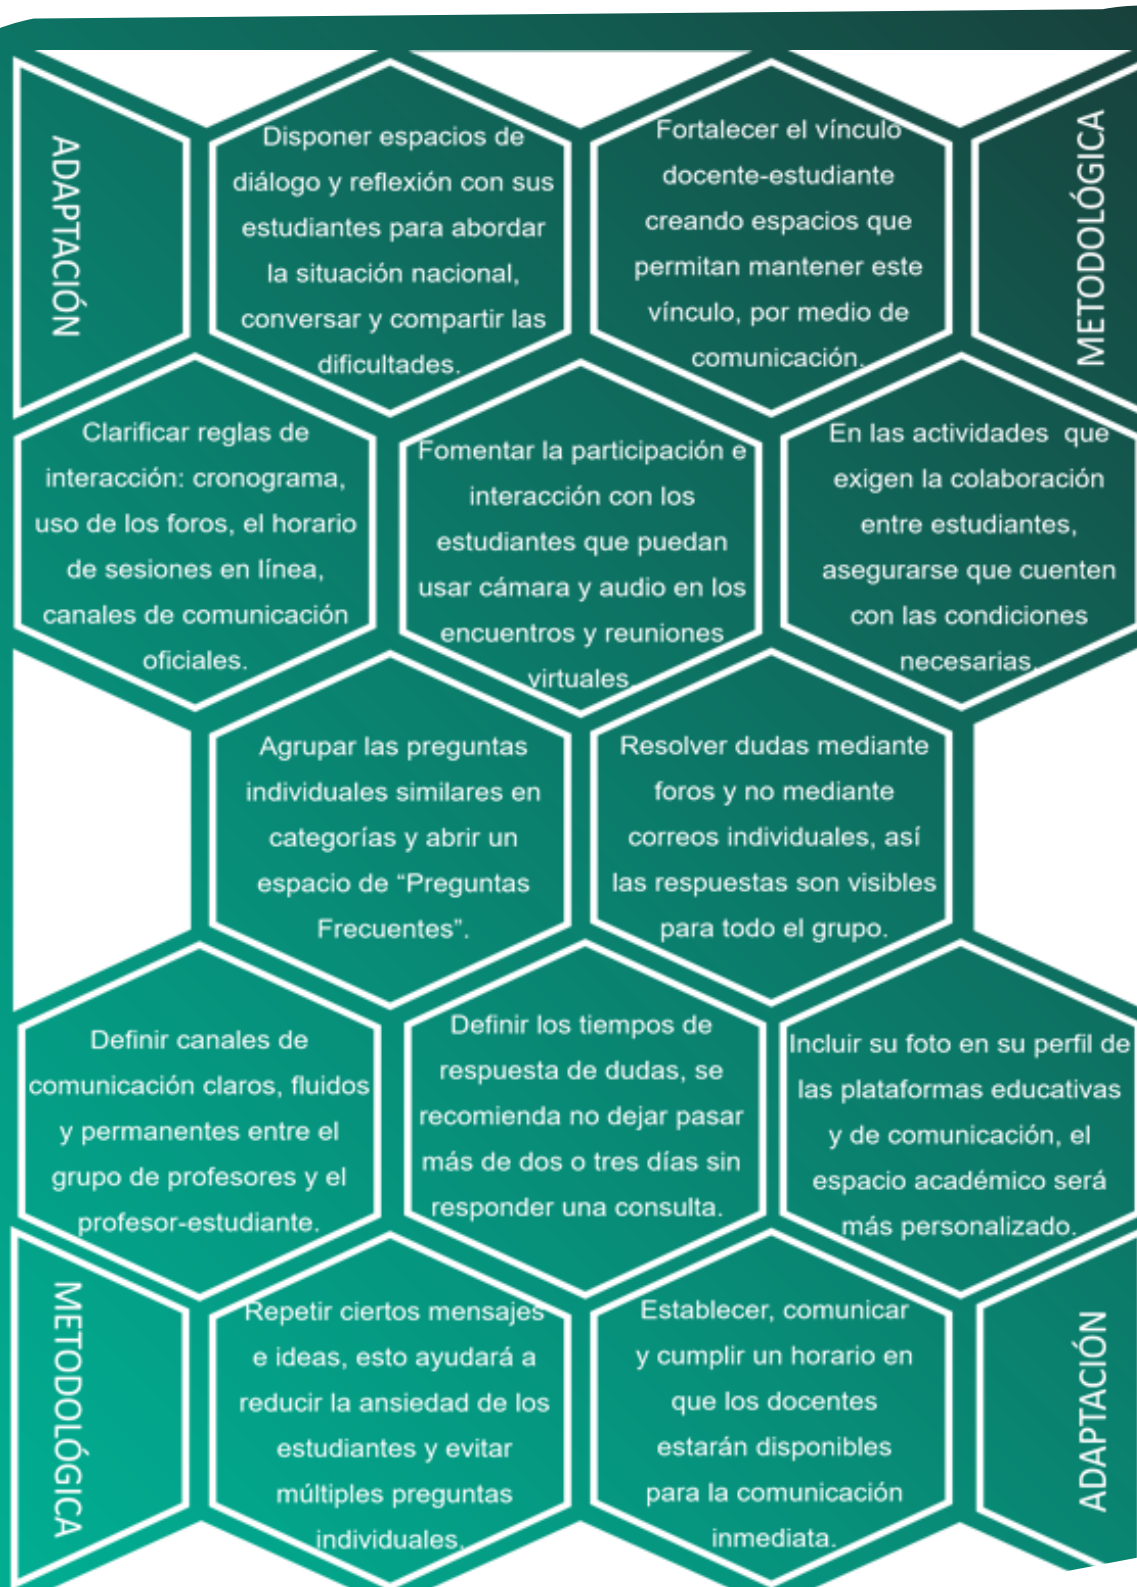 ADAPTACIÓN
Disponer espacios de
diálogo y reflexión con sus
estudiantes para abordar
la situación nacional,
conversar y compartir las
dificultades.
Fortalecer el vínculo
docente-estudiante
creando espacios que
permitan mantener este
vínculo, por medio de
comunicación.
METODOLÓGICA
Clarificar reglas de
interacción: cronograma,
uso de los foros, el horario
de sesiones en línea,
canales de comunicación
oficiales.
Fomentar la participación e
interacción con los
estudiantes que puedan
usar cámara y audio en los
encuentros y reuniones
virtuales.
En las actividades  que
exigen la colaboración
entre estudiantes,
asegurarse que cuenten
con las condiciones
necesarias.
Agrupar las preguntas
individuales similares en
categorías y abrir un
espacio de “Preguntas
Frecuentes”.
Resolver dudas mediante
foros y no mediante
correos individuales, así
las respuestas son visibles
para todo el grupo.
Definir canales de
comunicación claros, fluidos
y permanentes entre el
grupo de profesores y el
profesor-estudiante.
Definir los tiempos de
respuesta de dudas, se
recomienda no dejar pasar
más de dos o tres días sin
responder una consulta.
Incluir su foto en su perfil de
las plataformas educativas
y de comunicación, el
espacio académico será
más personalizado.
METODOLÓGICA
Repetir ciertos mensajes
e ideas, esto ayudará a
reducir la ansiedad de los
estudiantes y evitar
múltiples preguntas
individuales.
Establecer, comunicar
y cumplir un horario en
que los docentes
estarán disponibles
para la comunicación
inmediata.
ADAPTACIÓN